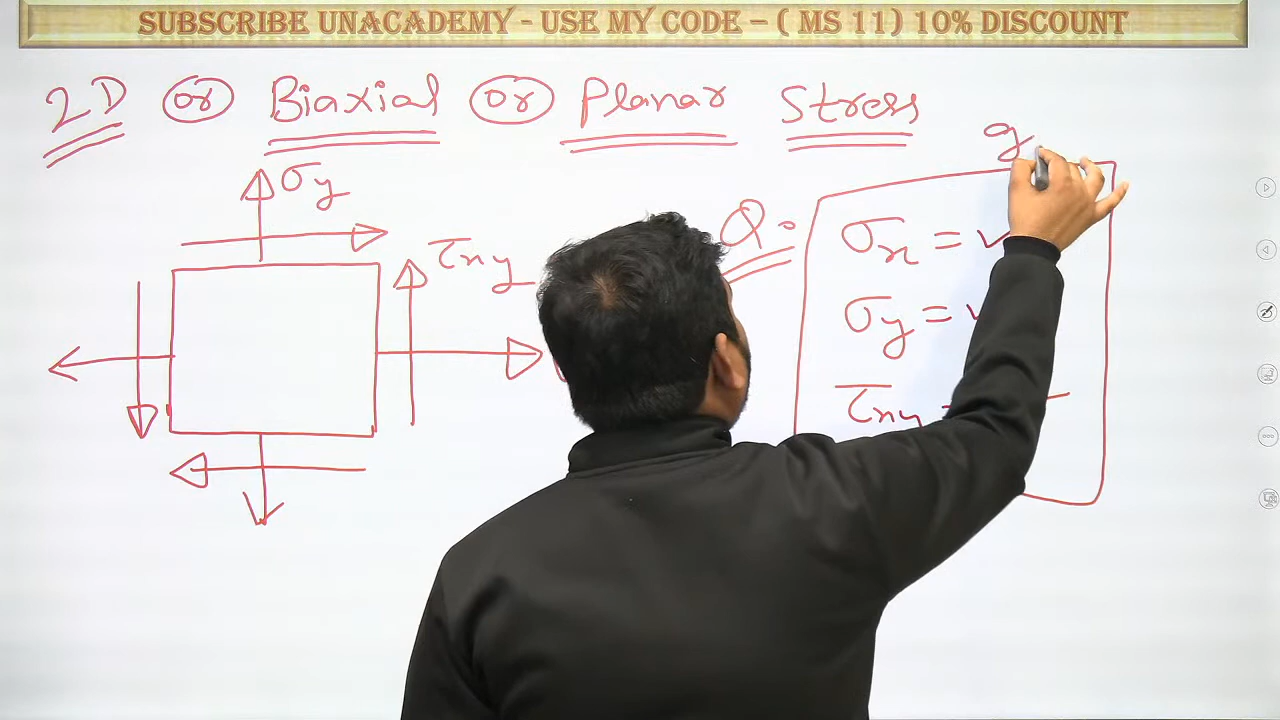 SUBSCRIBE UNACADEMY - USE MY CODE – ( MS 11) 10% DISCOUNT
2D or Biaxial or Planar Stress
g
σy
τxy
Q.
σx = ✓
σy =
τxy